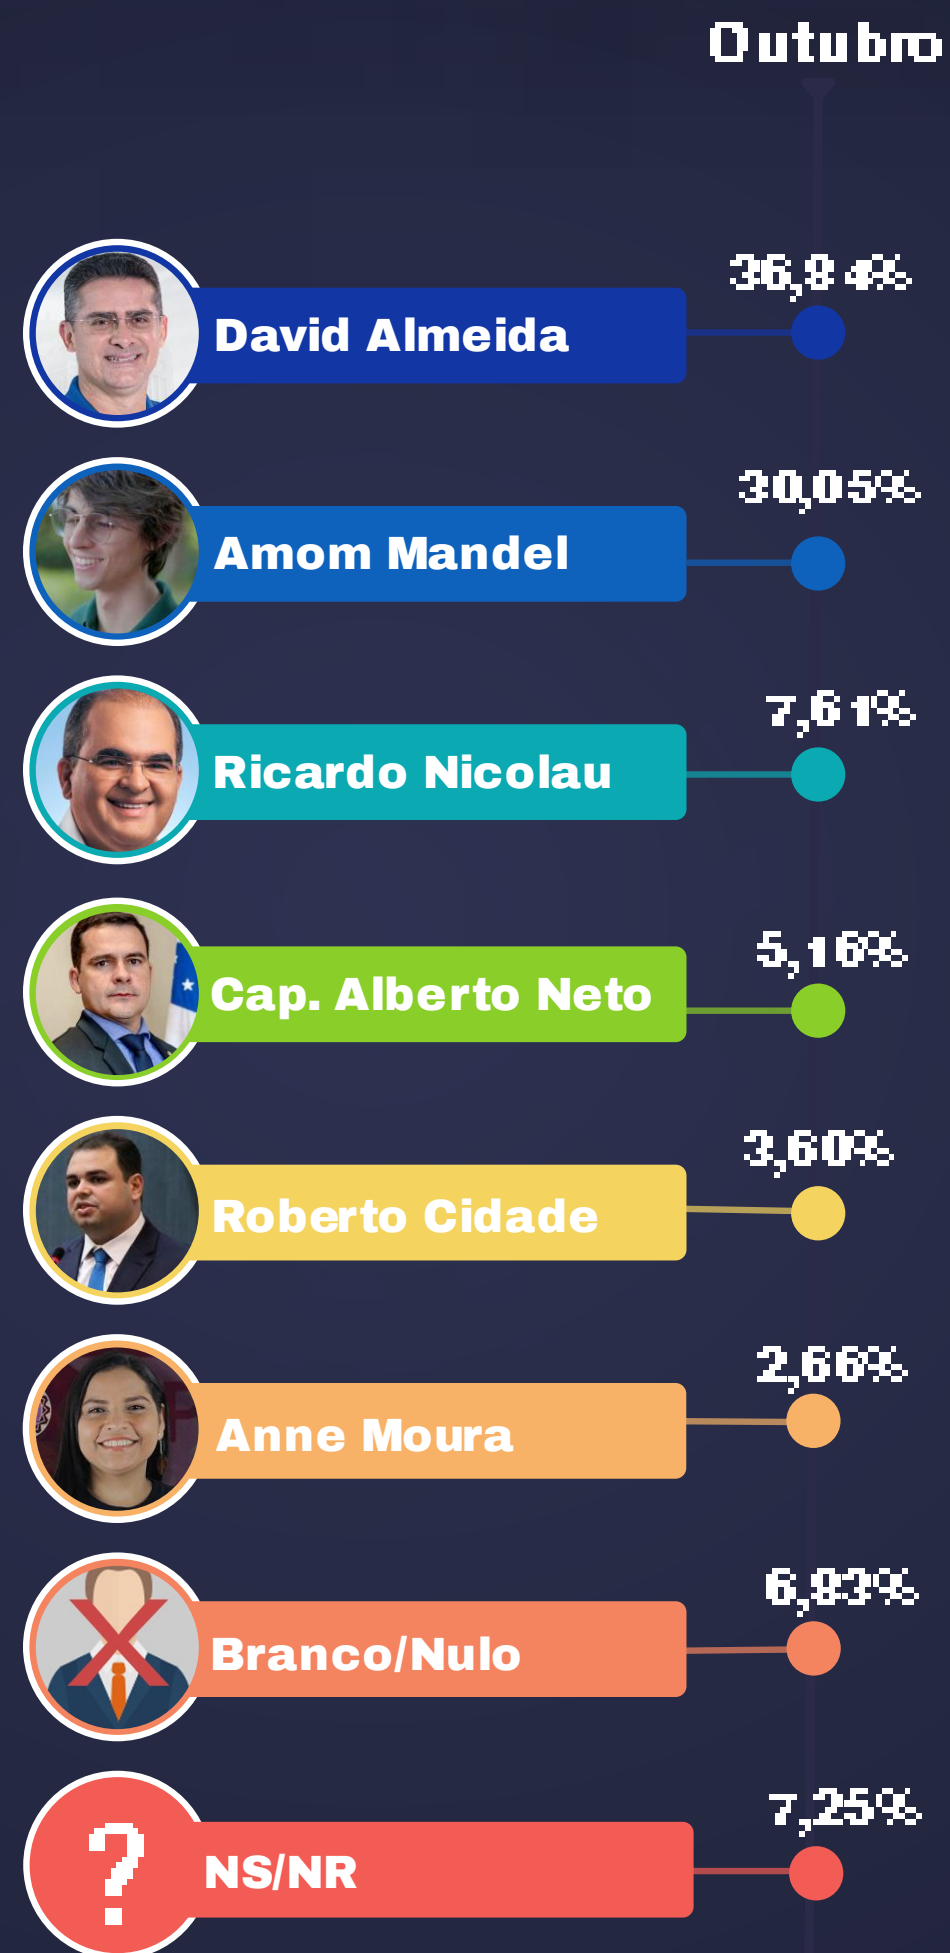 Outubro
36,84%
David Almeida
30,05%
Amom Mandel
7,61%
Ricardo Nicolau
5,16%
Cap. Alberto Neto
3,60%
Roberto Cidade
2,66%
Anne Moura
6,83%
Branco/Nulo
7,25%
?
NS/NR